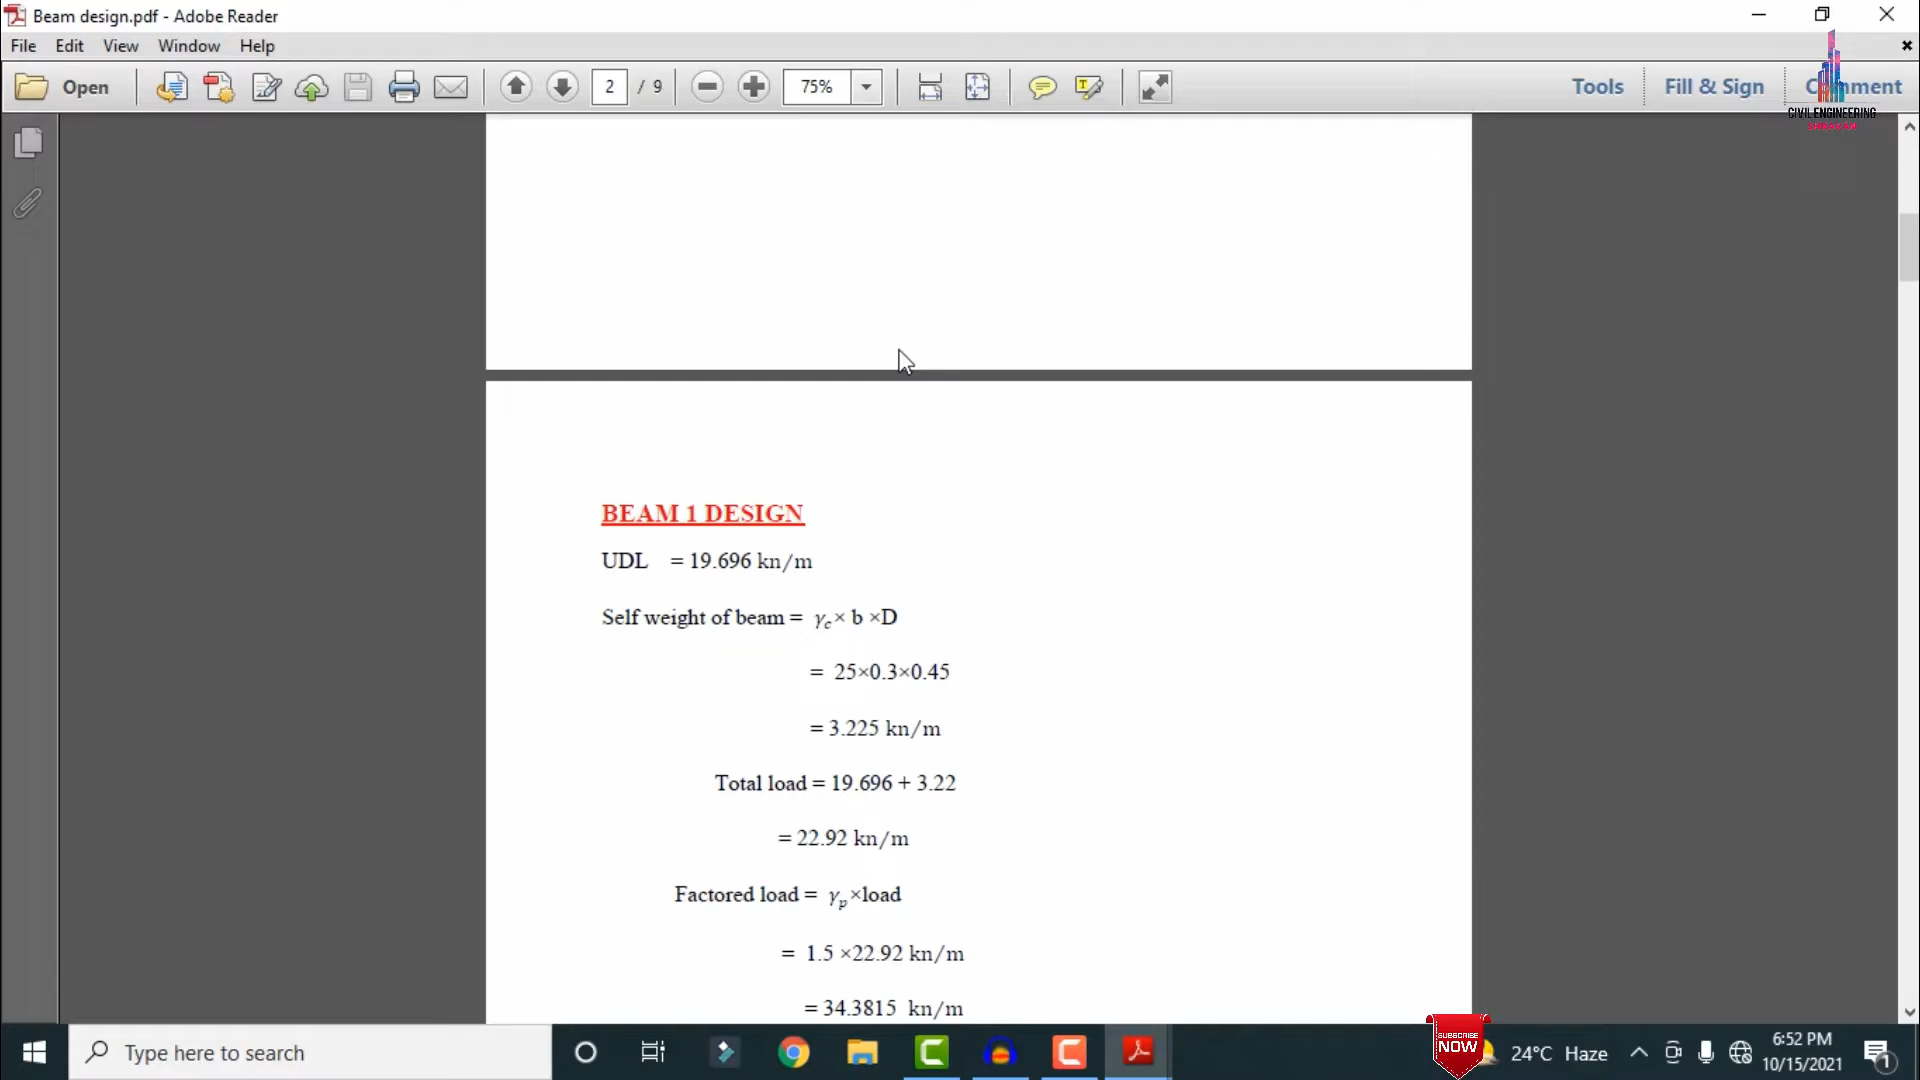 Beam design.pdf - Adobe Reader
File Edit View Window Help
Open 2 / 9 75% Tools Fill & Sign Comment
CIVIL ENGINEERING
BEAM 1 DESIGN
UDL = 19.696 kn/m
Self weight of beam = γc× b ×D
= 25×0.3×0.45
= 3.225 kn/m
Total load = 19.696 + 3.22
= 22.92 kn/m
Factored load = γp×load
= 1.5 ×22.92 kn/m
= 34.3815 kn/m
SUBSCRIBE
NOW
Type here to search
24°C Haze
6:52 PM
10/15/2021
1